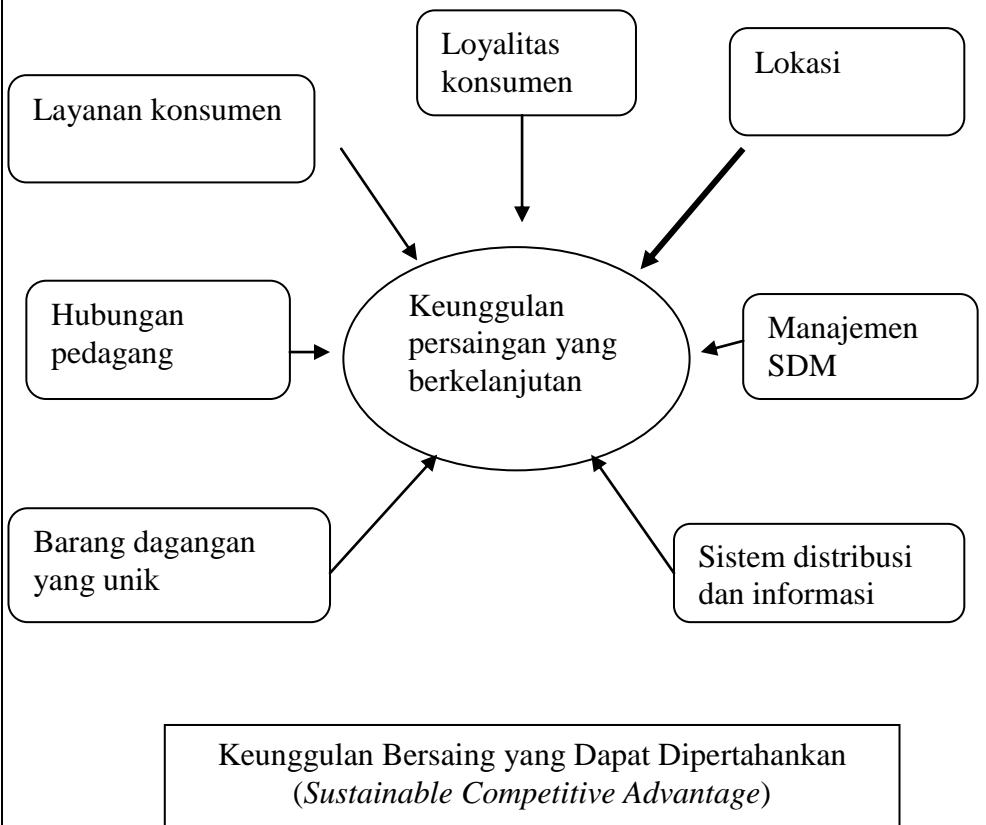 Loyalitas
konsumen
Lokasi
Layanan konsumen
Keunggulan
persaingan yang
berkelanjutan
Hubungan
pedagang
Manajemen
SDM
Barang dagangan
yang unik
Sistem distribusi
dan informasi
Keunggulan Bersaing yang Dapat Dipertahankan
(Sustainable Competitive Advantage)